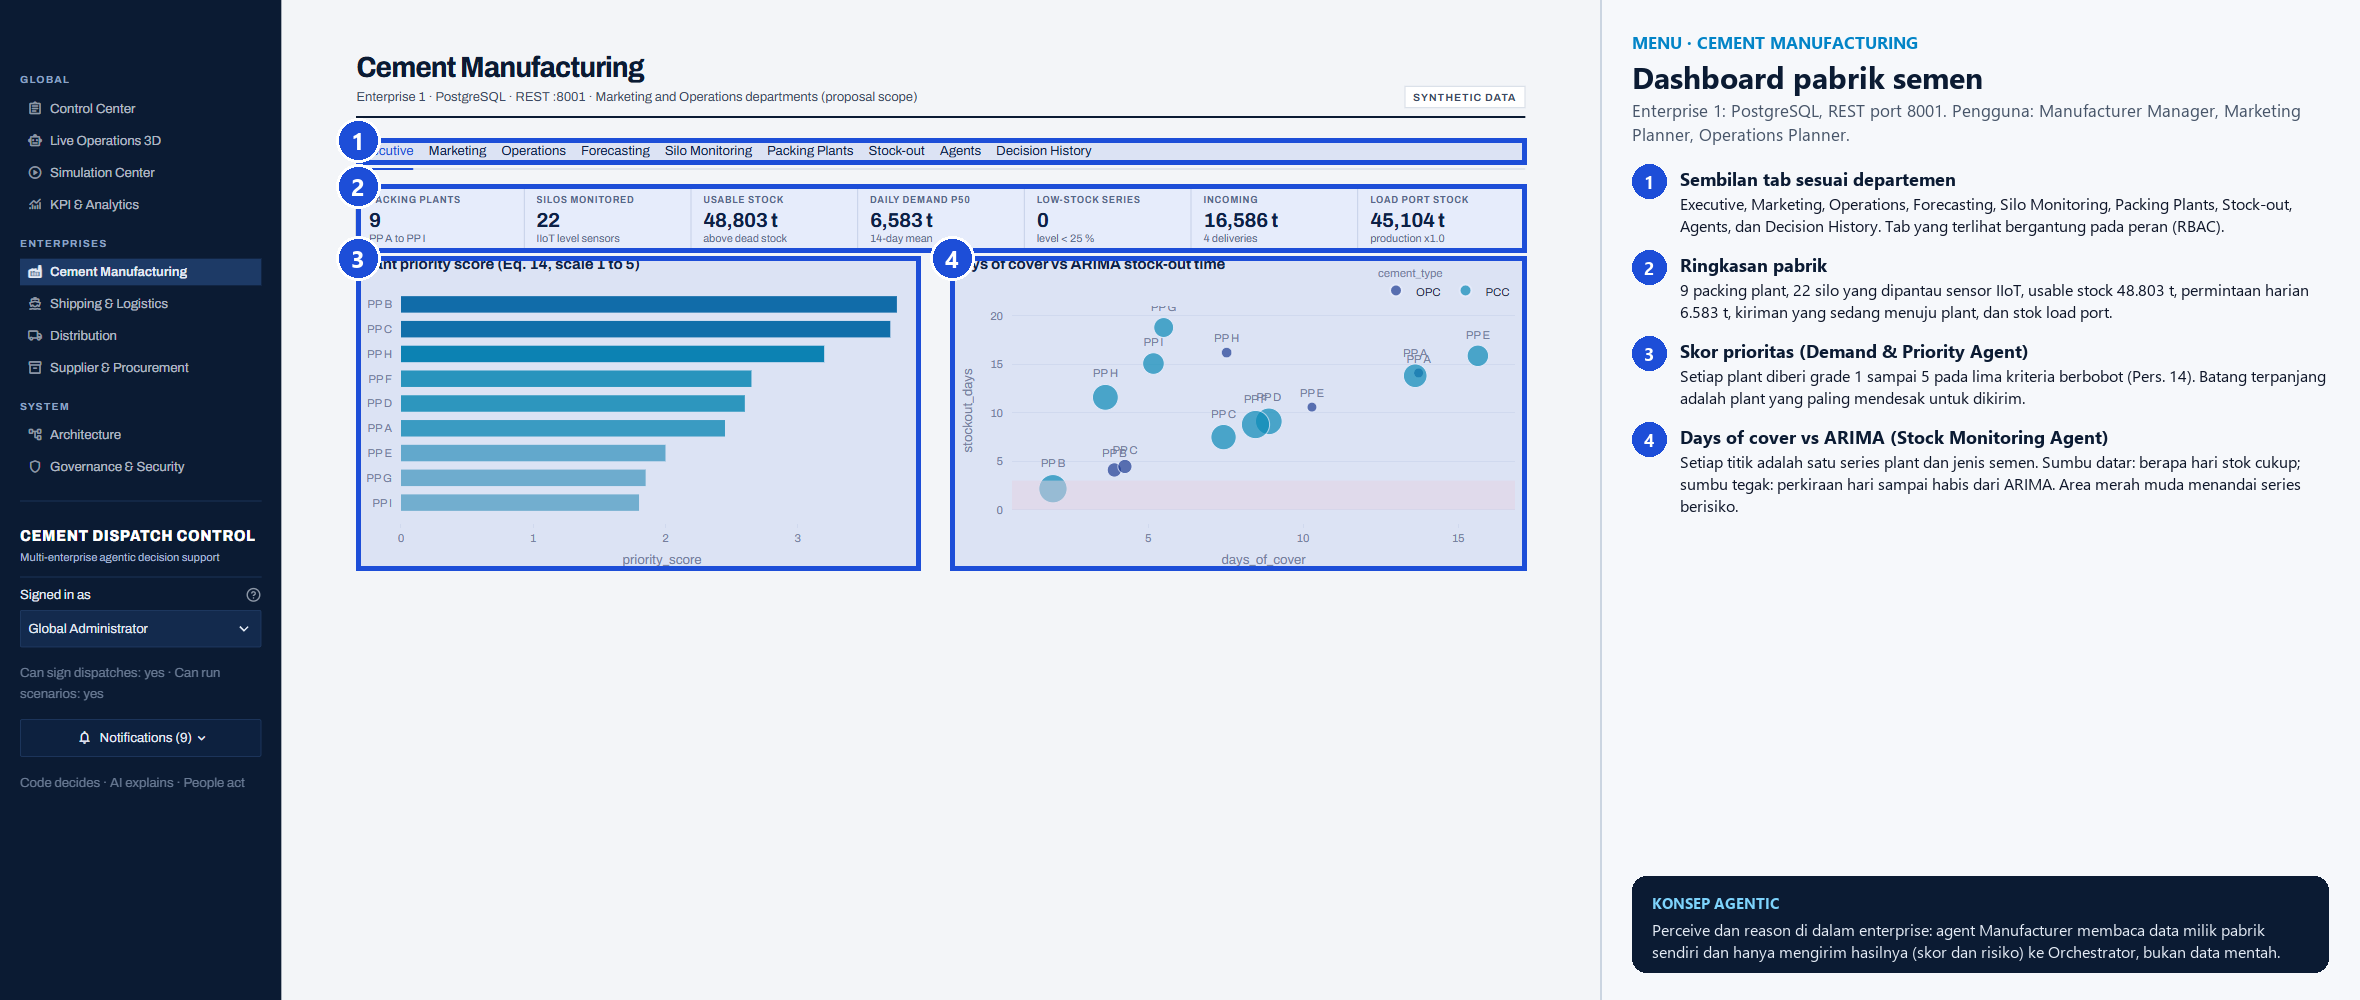 GLOBAL
Control Center
Live Operations 3D
Simulation Center
KPI & Analytics
ENTERPRISES
Cement Manufacturing
Shipping & Logistics
Distribution
Supplier & Procurement
SYSTEM
Architecture
Governance & Security
CEMENT DISPATCH CONTROL
Multi-enterprise agentic decision support
Signed in as
Global Administrator
Can sign dispatches: yes · Can run
scenarios: yes
Notifications (9)
Code decides · AI explains · People act
Cement Manufacturing
Enterprise 1 · PostgreSQL · REST :8001 · Marketing and Operations departments (proposal scope)
SYNTHETIC DATA
1
cutive Marketing Operations Forecasting Silo Monitoring Packing Plants Stock-out Agents Decision History
2
ACKING PLANTS SILOS MONITORED USABLE STOCK DAILY DEMAND P50 LOW-STOCK SERIES INCOMING LOAD PORT STOCK
9 22 48,803 t 6,583 t 0 16,586 t 45,104 t
PP A to PP I IIoT level sensors above dead stock 14-day mean level < 25 % 4 deliveries production x1.0
3
ant priority score (Eq. 14, scale 1 to 5)
PP B
PP C
PP H
PP F
PP D
PP A
PP E
PP G
PP I
0 1 2 3
priority_score
4
ys of cover vs ARIMA stock-out time
cement_type
OPC PCC
stockout_days
20
15
10
5
0
PP G
PP I
PP H
PP E
PP A
PP A
PP H
PP E
PP F
PP D
PP C
PP B
PP C
PP B
5 10 15
days_of_cover
MENU · CEMENT MANUFACTURING
Dashboard pabrik semen
Enterprise 1: PostgreSQL, REST port 8001. Pengguna: Manufacturer Manager, Marketing
Planner, Operations Planner.
1
Sembilan tab sesuai departemen
Executive, Marketing, Operations, Forecasting, Silo Monitoring, Packing Plants, Stock-out,
Agents, dan Decision History. Tab yang terlihat bergantung pada peran (RBAC).
2
Ringkasan pabrik
9 packing plant, 22 silo yang dipantau sensor IIoT, usable stock 48.803 t, permintaan harian
6.583 t, kiriman yang sedang menuju plant, dan stok load port.
3
Skor prioritas (Demand & Priority Agent)
Setiap plant diberi grade 1 sampai 5 pada lima kriteria berbobot (Pers. 14). Batang terpanjang
adalah plant yang paling mendesak untuk dikirim.
4
Days of cover vs ARIMA (Stock Monitoring Agent)
Setiap titik adalah satu series plant dan jenis semen. Sumbu datar: berapa hari stok cukup;
sumbu tegak: perkiraan hari sampai habis dari ARIMA. Area merah muda menandai series
berisiko.
KONSEP AGENTIC
Perceive dan reason di dalam enterprise: agent Manufacturer membaca data milik pabrik
sendiri dan hanya mengirim hasilnya (skor dan risiko) ke Orchestrator, bukan data mentah.